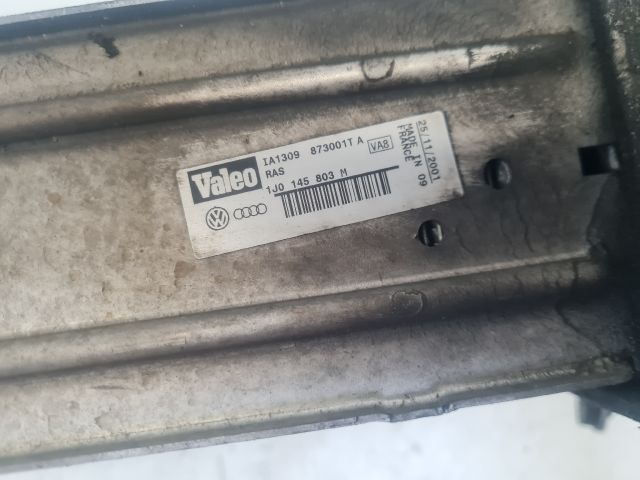 Valeo
IA1309 873001T A VA8
RAS
1J0 145 803 M
25/11/2001
MADE IN 09
FRANCE